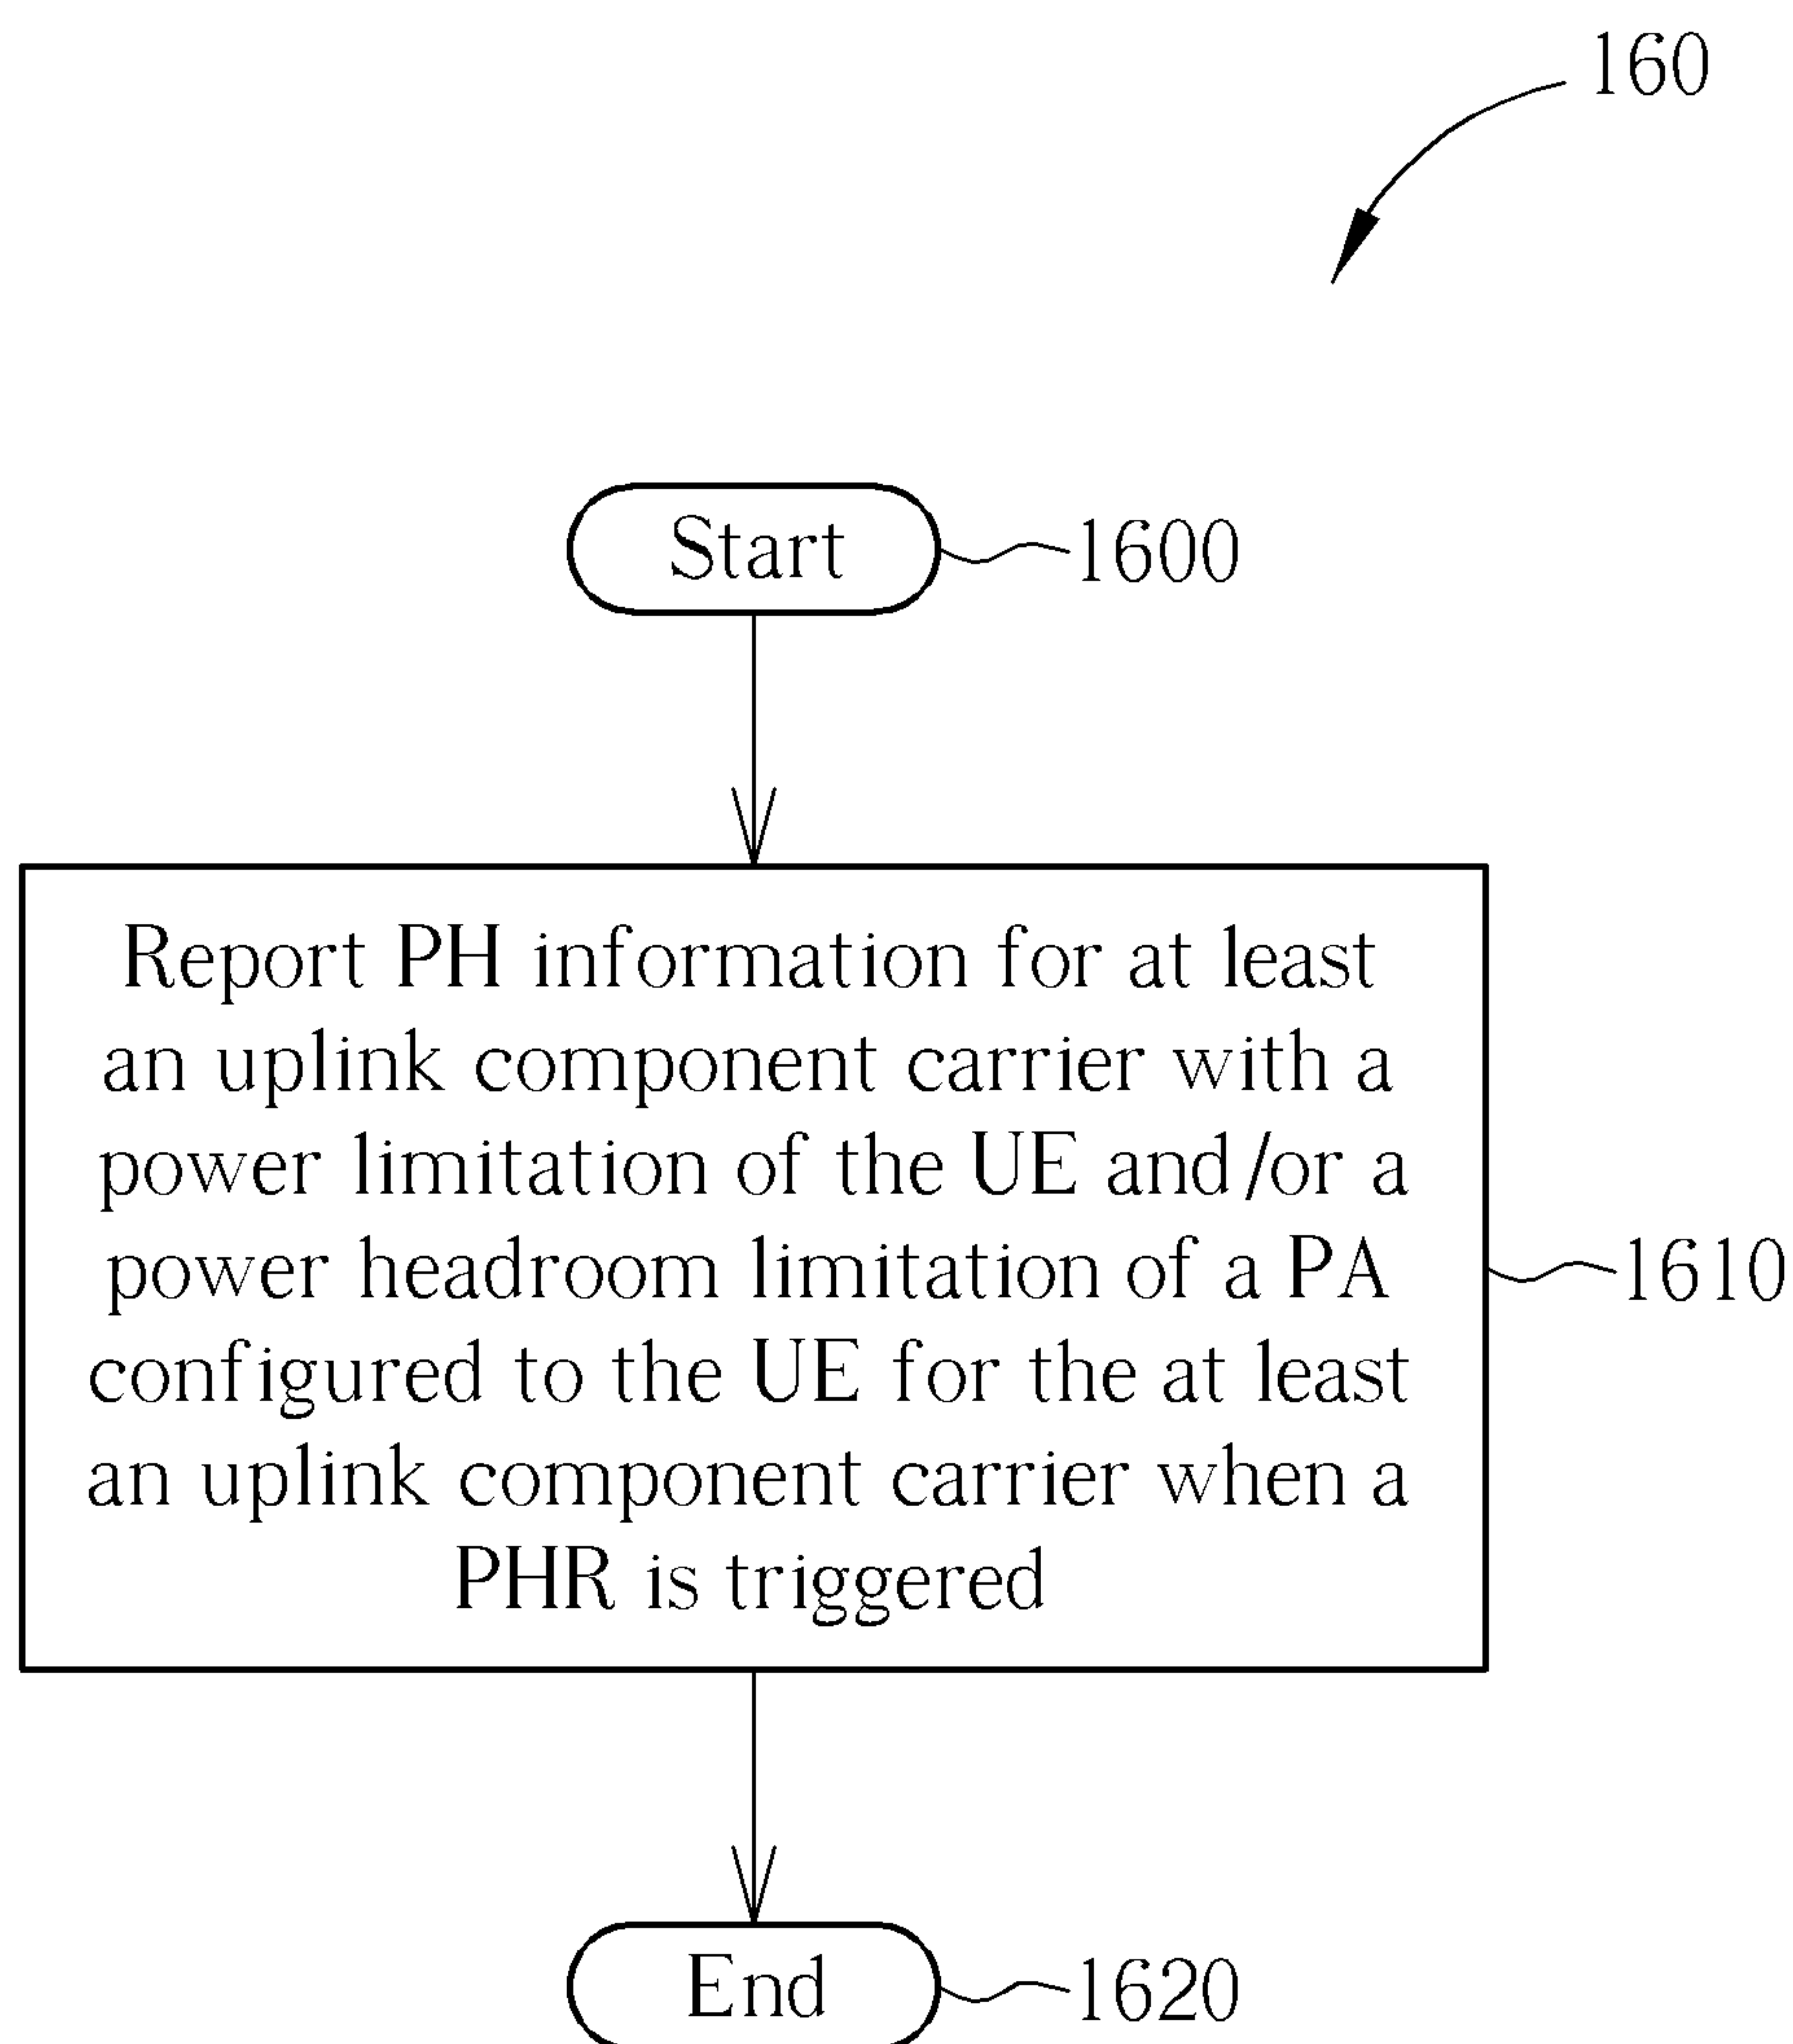 160
Start
1600
Report PH information for at least
an uplink component carrier with a
power limitation of the UE and/or a
power headroom limitation of a PA
configured to the UE for the at least
an uplink component carrier when a
PHR is triggered
1610
End
1620